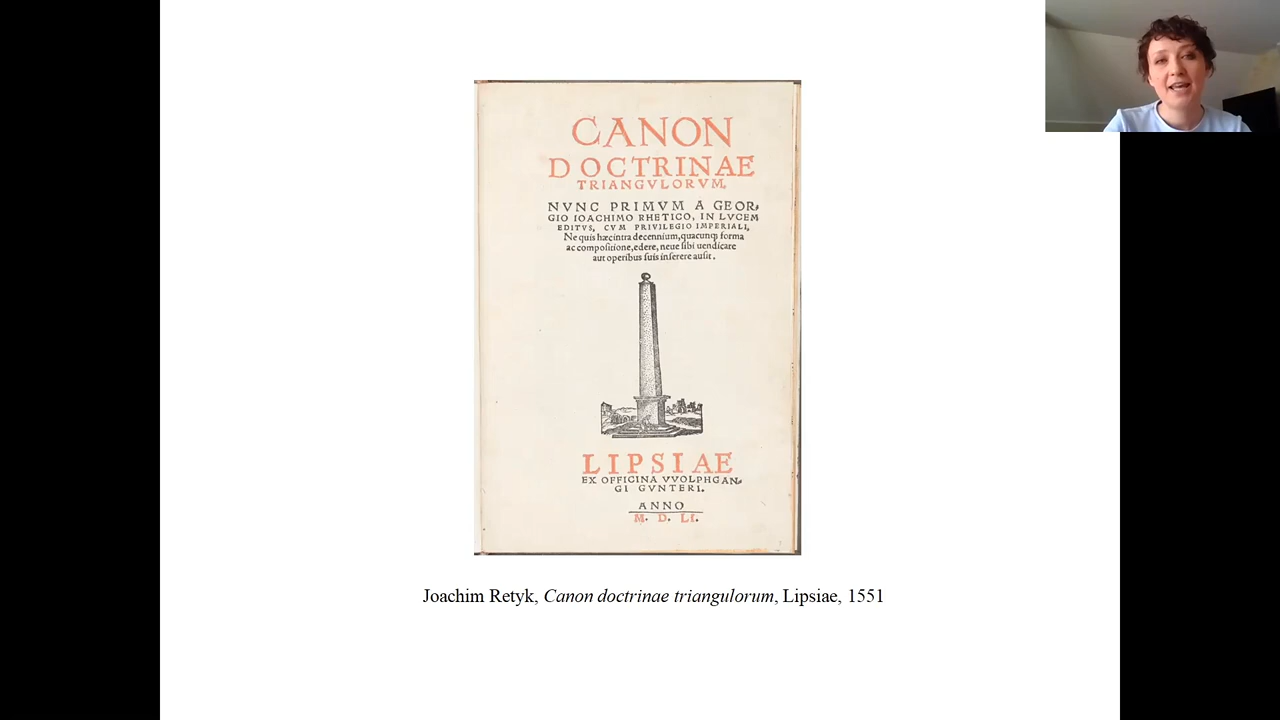 CANON
DOCTRINAE
TRIANGVLORVM.
NVNC PRIMVM A GEOR-
GIO IOACHIMO RHETICO, IN LVCEM
EDITVS, CVM PRIVILEGIO IMPERIALI,
Ne quis hæc intra decennium, quacunq; forma
ac compositione, edere, neue sibi uendicare
aut operibus suis inserere ausit.
LIPSIAE
EX OFFICINA VVOLPHGAN-
GI GVNTERI.
ANNO
M. D. LI.
Joachim Retyk, Canon doctrinae triangulorum, Lipsiae, 1551